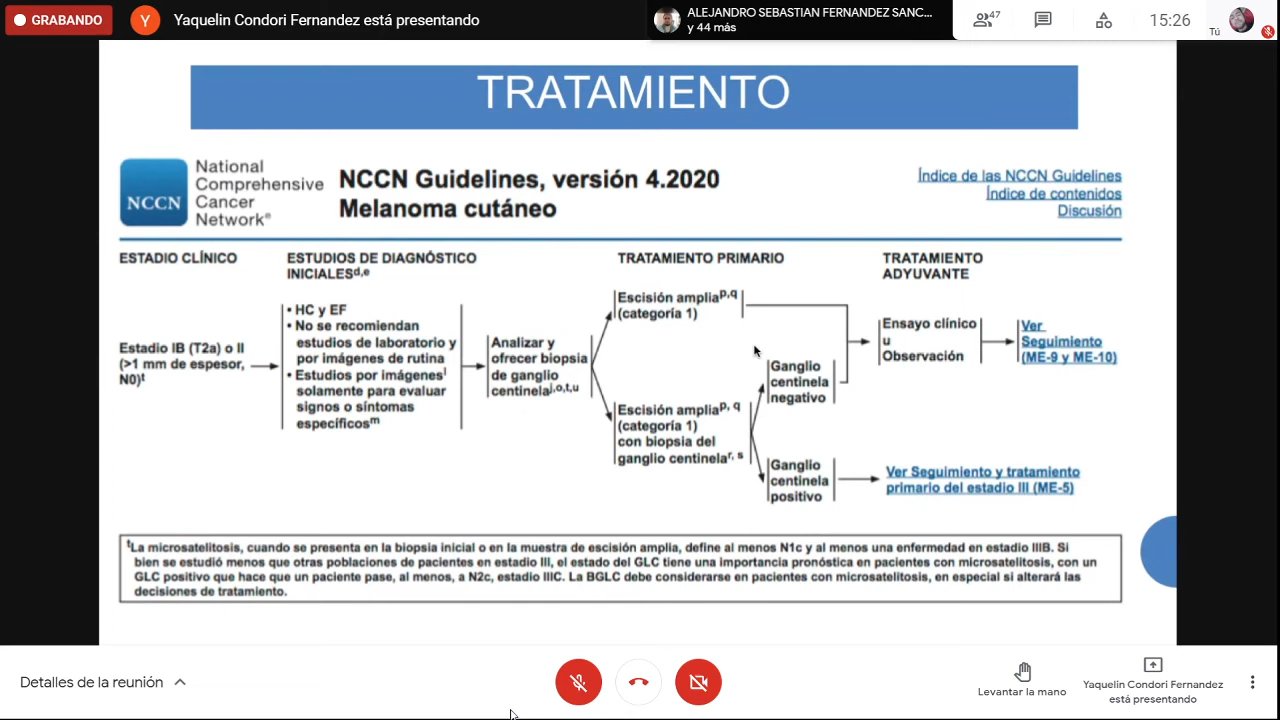 GRABANDO
Y
Yaquelin Condori Fernandez está presentando
ALEJANDRO SEBASTIAN FERNANDEZ SANC...
y 44 más
47
15:26
Tú
TRATAMIENTO
NCCN
National
Comprehensive
Cancer
Network®
NCCN Guidelines, versión 4.2020
Melanoma cutáneo
Índice de las NCCN Guidelines
Índice de contenidos
Discusión
ESTADIO CLÍNICO
ESTUDIOS DE DIAGNÓSTICO
INICIALESd,e
TRATAMIENTO PRIMARIO
TRATAMIENTO
ADYUVANTE
Estadio IB (T2a) o II
(>1 mm de espesor,
N0)t
• HC y EF
• No se recomiendan
estudios de laboratorio y
por imágenes de rutina
• Estudios por imágenesl
solamente para evaluar
signos o síntomas
específicosm
Analizar y
ofrecer biopsia
de ganglio
centinelaj,o,t,u
Escisión ampliap,q
(categoría 1)
Escisión ampliap, q
(categoría 1)
con biopsia del
ganglio centinelar, s
Ganglio
centinela
negativo
Ganglio
centinela
positivo
Ensayo clínico
u
Observación
Ver
Seguimiento
(ME-9 y ME-10)
Ver Seguimiento y tratamiento
primario del estadio III (ME-5)
tLa microsatelitosis, cuando se presenta en la biopsia inicial o en la muestra de escisión amplia, define al menos N1c y al menos una enfermedad en estadio IIIB. Si
bien se estudió menos que otras poblaciones de pacientes en estadio III, el estado del GLC tiene una importancia pronóstica en pacientes con microsatelitosis, con un
GLC positivo que hace que un paciente pase, al menos, a N2c, estadio IIIC. La BGLC debe considerarse en pacientes con microsatelitosis, en especial si alterará las
decisiones de tratamiento.
Detalles de la reunión
Levantar la mano
Yaquelin Condori Fernandez
está presentando